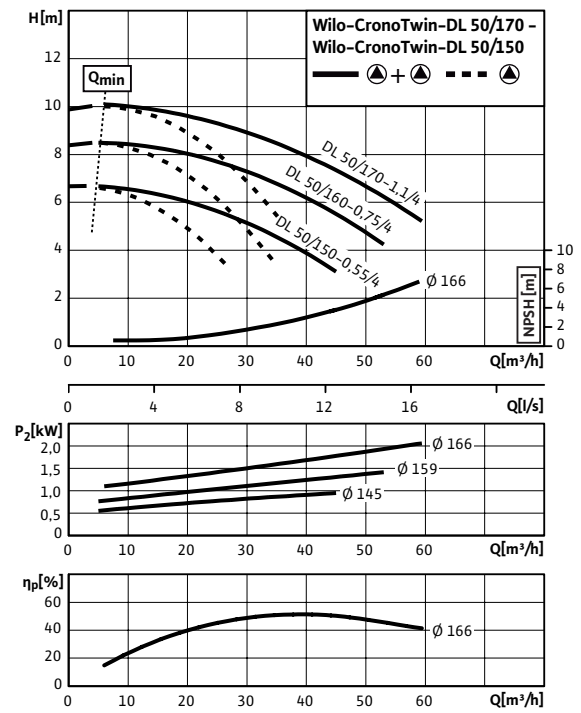 H[m]
Wilo-CronoTwin-DL 50/170 -
Wilo-CronoTwin-DL 50/150
+
12
10
8
6
4
2
0
Qmin
DL 50/170-1,1/4
DL 50/160-0,75/4
DL 50/150-0,55/4
Ø 166
10
8
6
4
2
0
NPSH [m]
0 10 20 30 40 50 60 Q[m³/h]
0 4 8 12 16 Q[l/s]
P2[kW]
2,0
1,5
1,0
0,5
0
Ø 166
Ø 159
Ø 145
0 10 20 30 40 50 60 Q[m³/h]
ηp[%]
60
40
20
0
Ø 166
0 10 20 30 40 50 60 Q[m³/h]